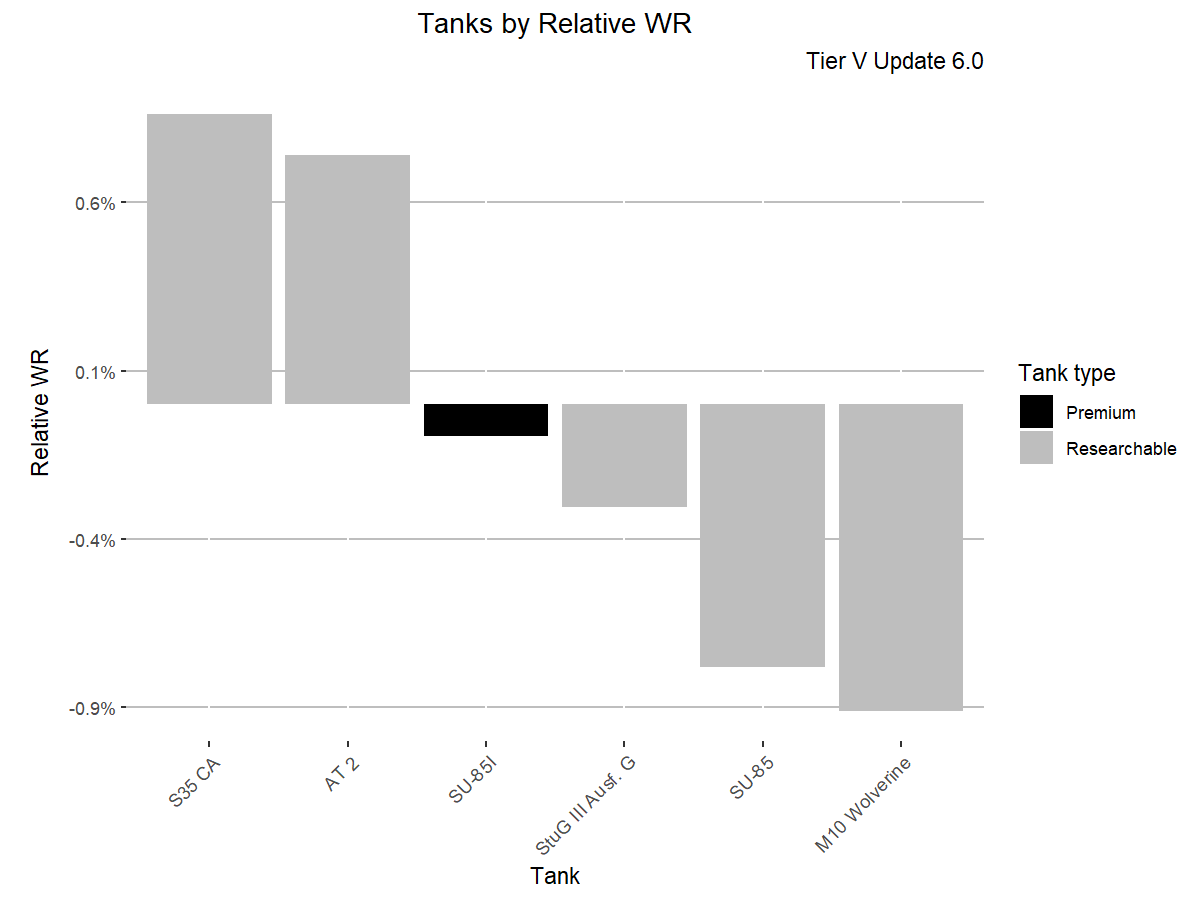 Tanks by Relative WR
Tier V Update 6.0
Relative WR
0.6%
0.1%
-0.4%
-0.9%
S35 CA
AT 2
SU-85I
StuG III Ausf. G
SU-85
M10 Wolverine
Tank
Tank type
Premium
Researchable